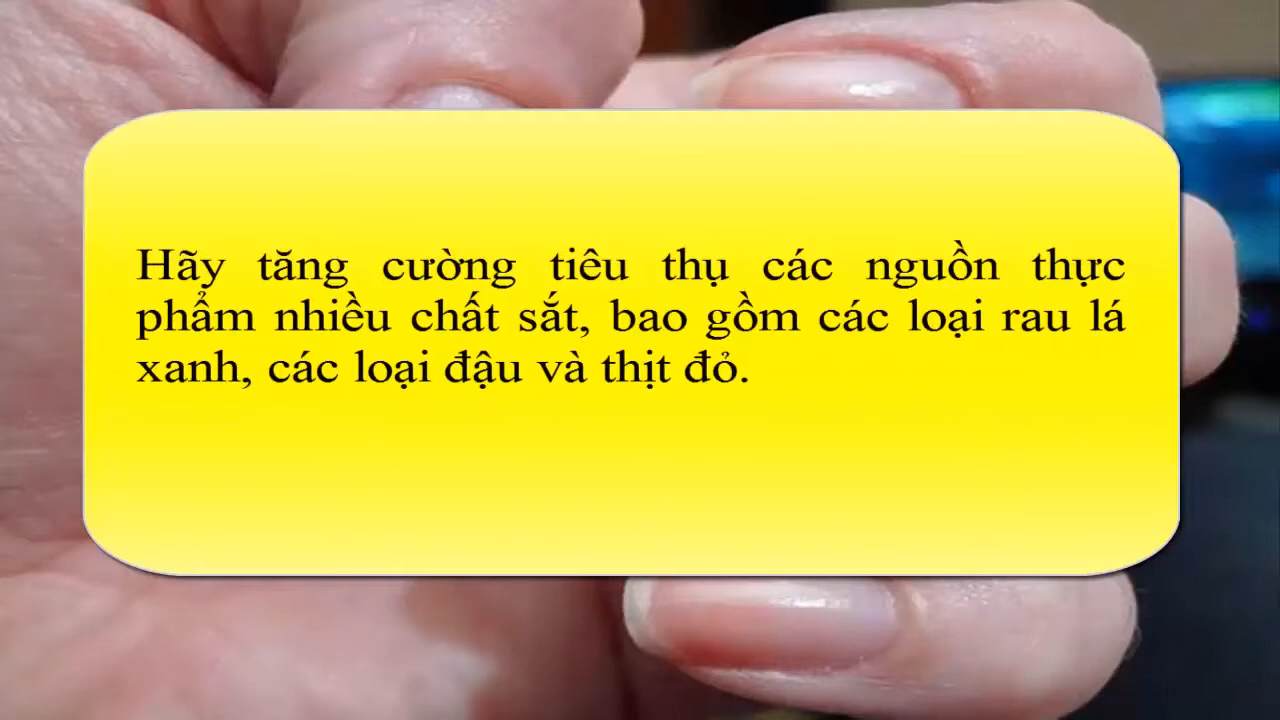 Hãy tăng cường tiêu thụ các nguồn thực
phẩm nhiều chất sắt, bao gồm các loại rau lá
xanh, các loại đậu và thịt đỏ.